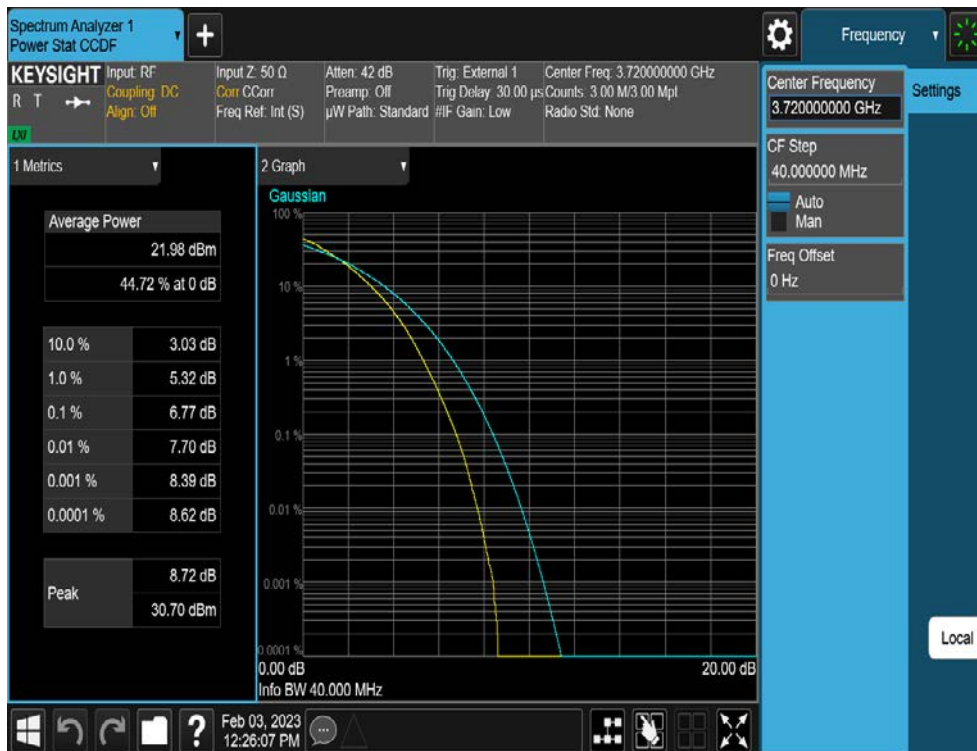 Spectrum Analyzer 1
Power Stat CCDF
+
Frequency
KEYSIGHT
R T
LXI
Input: RF
Coupling: DC
Align: Off
Input Z: 50 Ω
Corr CCorr
Freq Ref: Int (S)
Atten: 42 dB
Preamp: Off
µW Path: Standard
Trig: External 1
Trig Delay: 30.00 µs
#IF Gain: Low
Center Freq: 3.720000000 GHz
Counts: 3.00 M/3.00 Mpt
Radio Std: None
Center Frequency
3.720000000 GHz
Settings
CF Step
40.000000 MHz
Auto
Man
Freq Offset
0 Hz
Local
1 Metrics
Average Power
21.98 dBm
44.72 % at 0 dB
10.0 % 3.03 dB
1.0 % 5.32 dB
0.1 % 6.77 dB
0.01 % 7.70 dB
0.001 % 8.39 dB
0.0001 % 8.62 dB
Peak 8.72 dB
30.70 dBm
2 Graph
Gaussian
100 %
10 %
1 %
0.1 %
0.01 %
0.001 %
0.0001 %
0.00 dB 20.00 dB
Info BW 40.000 MHz
?
Feb 03, 2023
12:26:07 PM